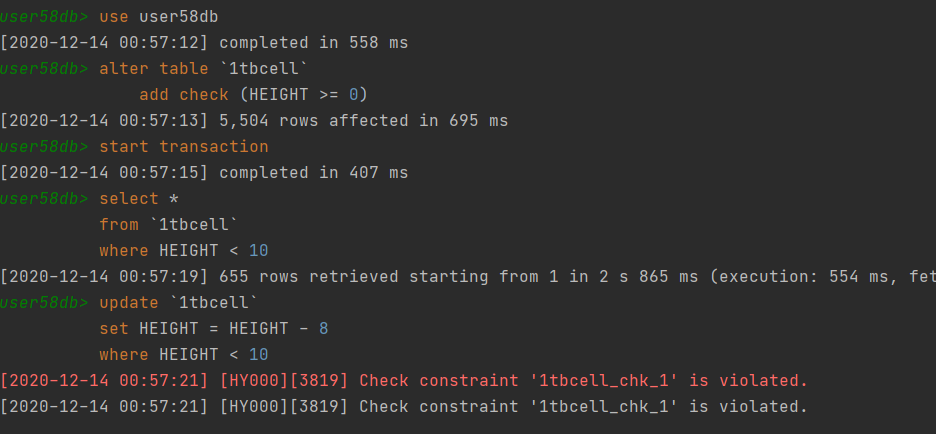 user58db> use user58db
[2020-12-14 00:57:12] completed in 558 ms
user58db> alter table `1tbcell`
add check (HEIGHT >= 0)
[2020-12-14 00:57:13] 5,504 rows affected in 695 ms
user58db> start transaction
[2020-12-14 00:57:15] completed in 407 ms
user58db> select *
from `1tbcell`
where HEIGHT < 10
[2020-12-14 00:57:19] 655 rows retrieved starting from 1 in 2 s 865 ms (execution: 554 ms, fet
user58db> update `1tbcell`
set HEIGHT = HEIGHT - 8
where HEIGHT < 10
[2020-12-14 00:57:21] [HY000][3819] Check constraint '1tbcell_chk_1' is violated.
[2020-12-14 00:57:21] [HY000][3819] Check constraint '1tbcell_chk_1' is violated.